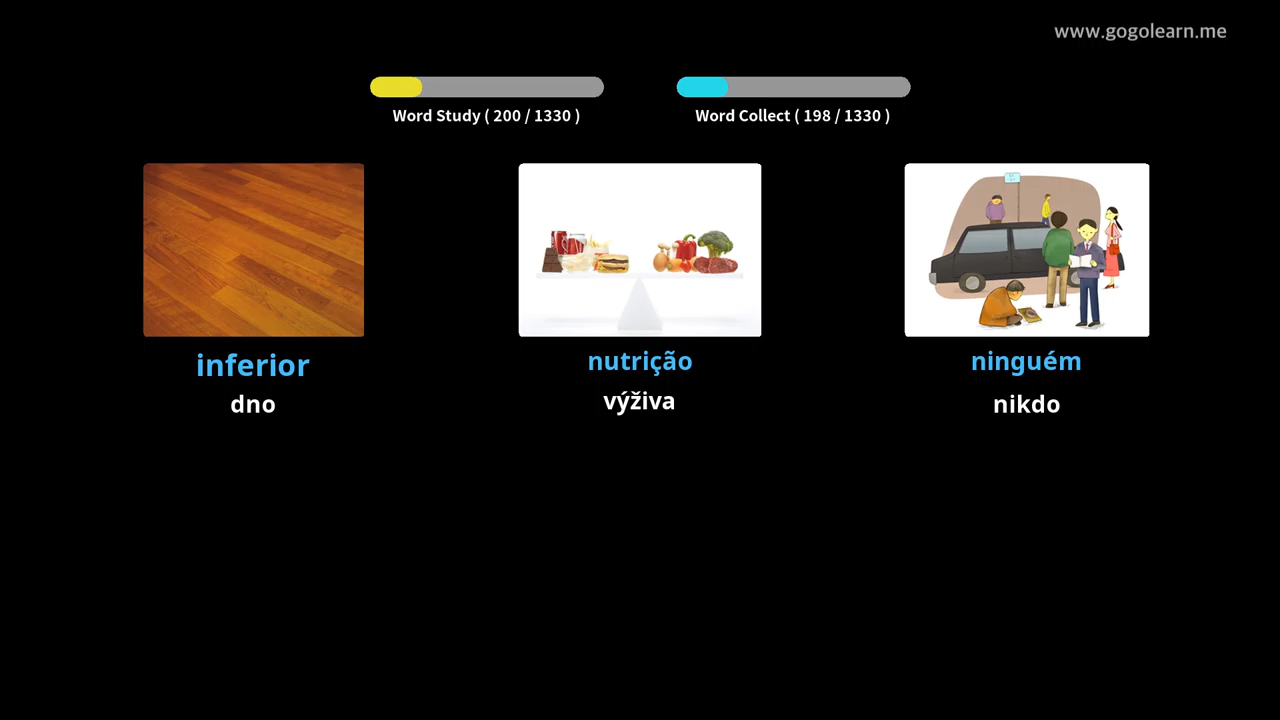 www.gogolearn.me
Word Study ( 200 / 1330 )
Word Collect ( 198 / 1330 )
inferior
dno
nutrição
výživa
ninguém
nikdo